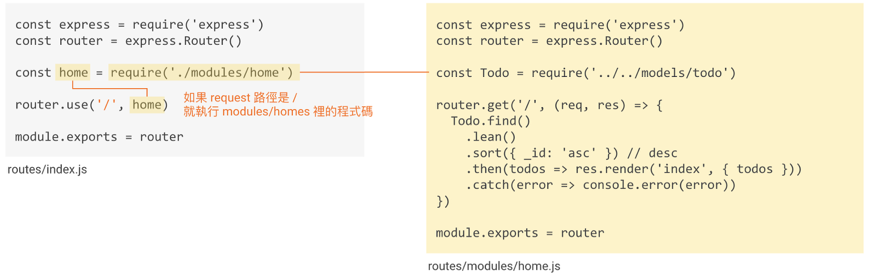 const express = require('express')
const router = express.Router()
const home = require('./modules/home')
router.use('/', home)
如果 request 路徑是 /
就執行 modules/homes 裡的程式碼
module.exports = router
routes/index.js
const express = require('express')
const router = express.Router()
const Todo = require('../../models/todo')
router.get('/', (req, res) => {
  Todo.find()
    .lean()
    .sort({ _id: 'asc' }) // desc
    .then(todos => res.render('index', { todos }))
    .catch(error => console.error(error))
})
module.exports = router
routes/modules/home.js